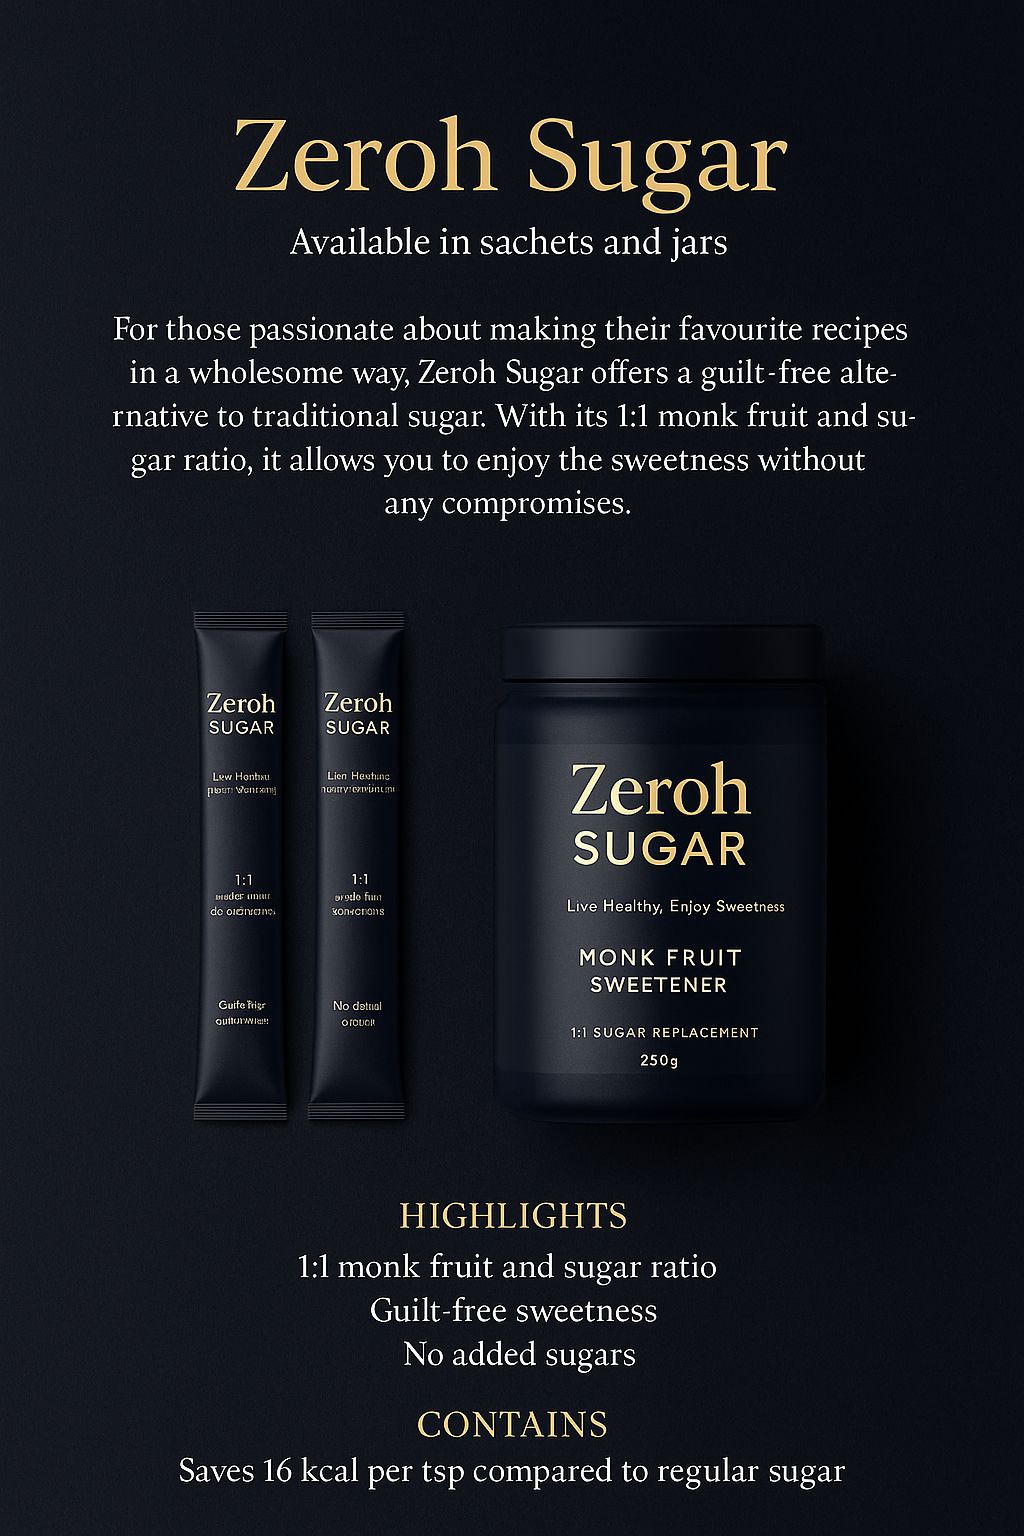 Zeroh Sugar
Available in sachets and jars
For those passionate about making their favourite recipes
in a wholesome way, Zeroh Sugar offers a guilt-free alte-
rnative to traditional sugar. With its 1:1 monk fruit and su-
gar ratio, it allows you to enjoy the sweetness without
any compromises.
Zeroh
SUGAR
1:1
Zeroh
SUGAR
1:1
No
Zeroh
SUGAR
Live Healthy, Enjoy Sweetness
MONK FRUIT
SWEETENER
1:1 SUGAR REPLACEMENT
250g
HIGHLIGHTS
1:1 monk fruit and sugar ratio
Guilt-free sweetness
No added sugars
CONTAINS
Saves 16 kcal per tsp compared to regular sugar